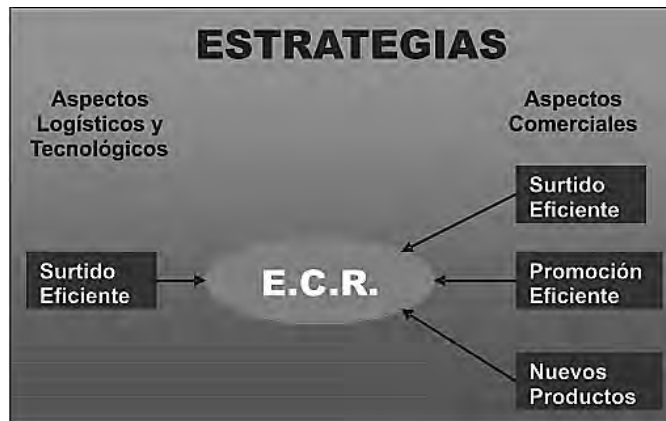 ESTRATEGIAS
Aspectos
Logísticos y
Tecnológicos
Aspectos
Comerciales
Surtido
Eficiente
Surtido
Eficiente
E.C.R.
Promoción
Eficiente
Nuevos
Productos